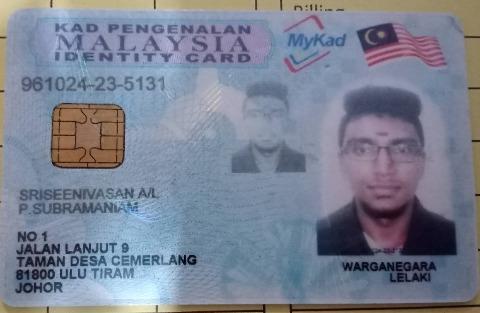 Billing
KAD PENGENALAN
MALAYSIA
IDENTITY CARD
MyKad
961024-23-5131
SRISEENIVASAN A/L
P.SUBRAMANIAM
NO 1
JALAN LANJUT 9
TAMAN DESA CEMERLANG
81800 ULU TIRAM
JOHOR
WARGANEGARA
LELAKI